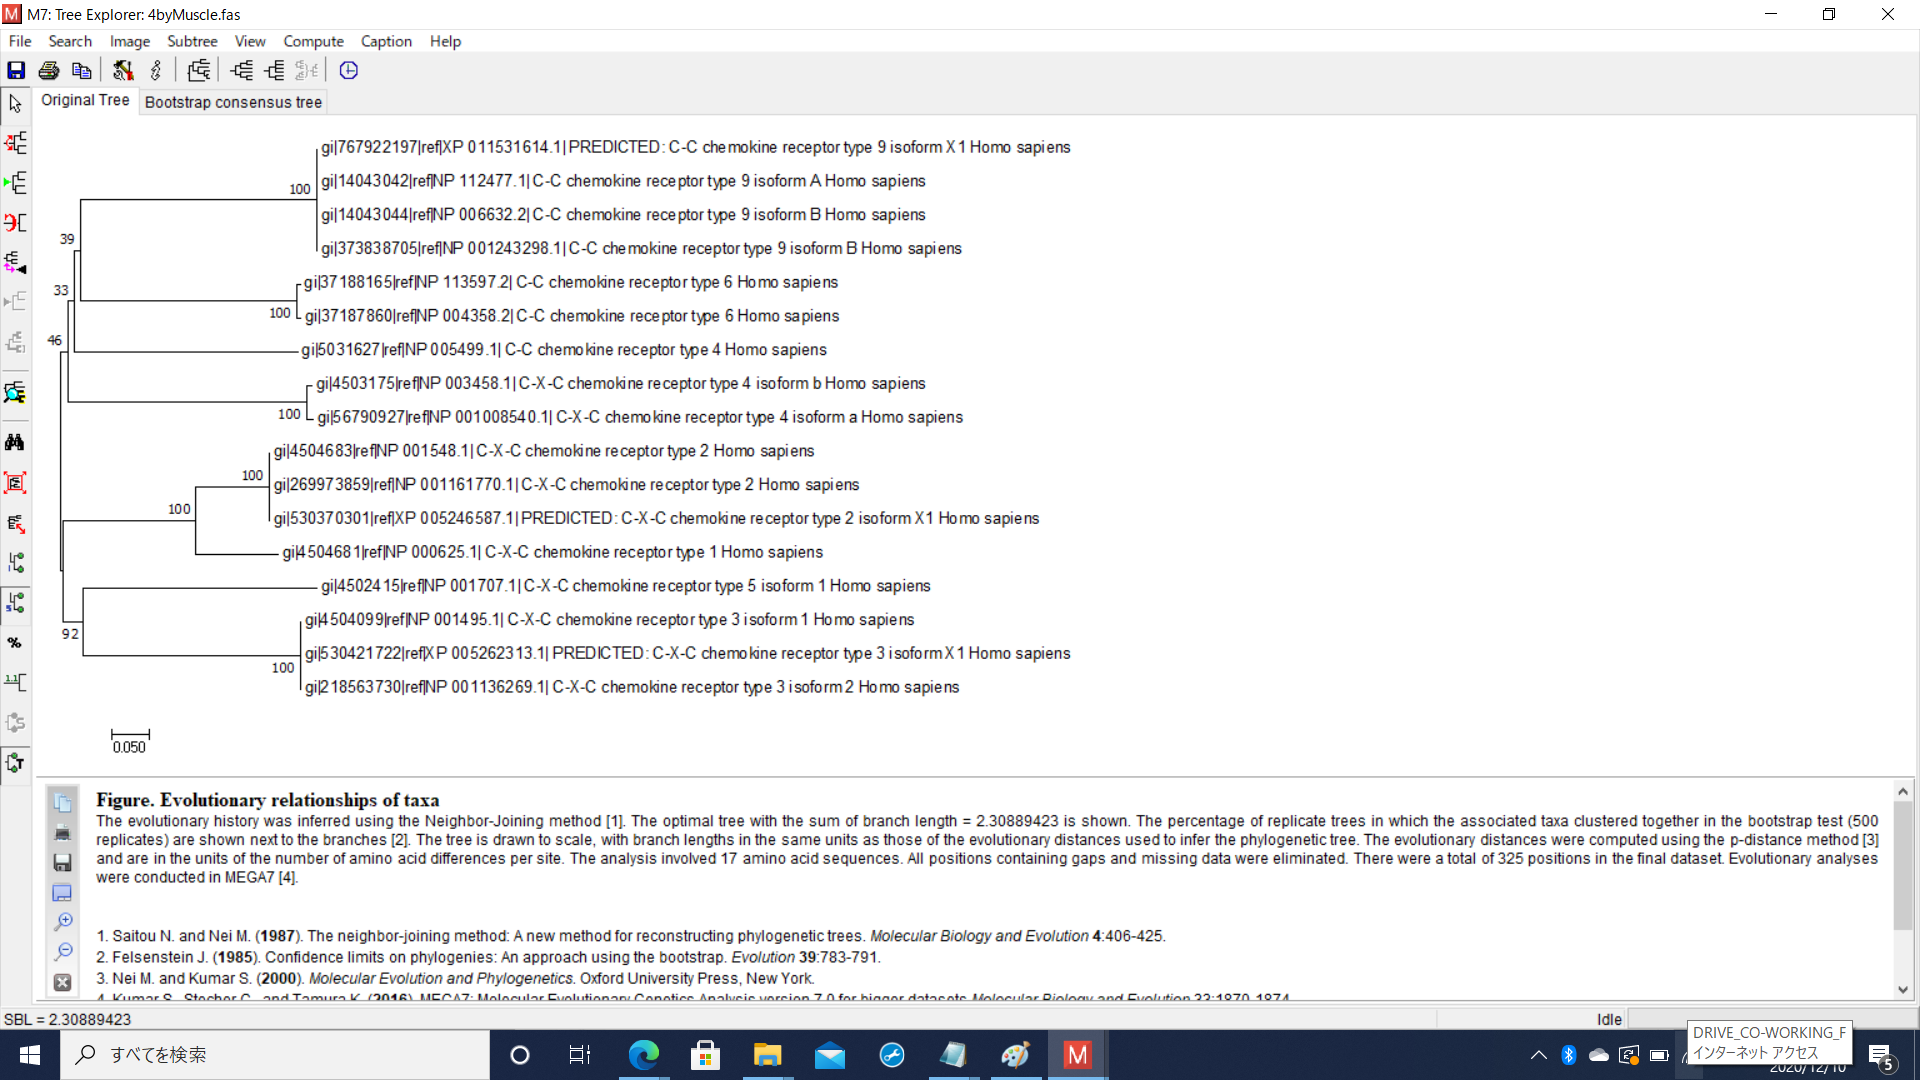 M7: Tree Explorer: 4byMuscle.fas
File Search Image Subtree View Compute Caption Help
Original Tree Bootstrap consensus tree
gi|767922197|ref|XP 011531614.1| PREDICTED: C-C chemokine receptor type 9 isoform X1 Homo sapiens
100
gi|14043042|ref|NP 112477.1| C-C chemokine receptor type 9 isoform A Homo sapiens
gi|14043044|ref|NP 006632.2| C-C chemokine receptor type 9 isoform B Homo sapiens
39
gi|373838705|ref|NP 001243298.1| C-C chemokine receptor type 9 isoform B Homo sapiens
gi|37188165|ref|NP 113597.2| C-C chemokine receptor type 6 Homo sapiens
33
100
gi|37187860|ref|NP 004358.2| C-C chemokine receptor type 6 Homo sapiens
46
gi|5031627|ref|NP 005499.1| C-C chemokine receptor type 4 Homo sapiens
gi|4503175|ref|NP 003458.1| C-X-C chemokine receptor type 4 isoform b Homo sapiens
100
gi|56790927|ref|NP 001008540.1| C-X-C chemokine receptor type 4 isoform a Homo sapiens
gi|4504683|ref|NP 001548.1| C-X-C chemokine receptor type 2 Homo sapiens
100
gi|269973859|ref|NP 001161770.1| C-X-C chemokine receptor type 2 Homo sapiens
100
gi|530370301|ref|XP 005246587.1| PREDICTED: C-X-C chemokine receptor type 2 isoform X1 Homo sapiens
gi|4504681|ref|NP 000625.1| C-X-C chemokine receptor type 1 Homo sapiens
gi|4502415|ref|NP 001707.1| C-X-C chemokine receptor type 5 isoform 1 Homo sapiens
gi|4504099|ref|NP 001495.1| C-X-C chemokine receptor type 3 isoform 1 Homo sapiens
92
gi|530421722|ref|XP 005262313.1| PREDICTED: C-X-C chemokine receptor type 3 isoform X1 Homo sapiens
100
gi|218563730|ref|NP 001136269.1| C-X-C chemokine receptor type 3 isoform 2 Homo sapiens
0.050
Figure. Evolutionary relationships of taxa
The evolutionary history was inferred using the Neighbor-Joining method [1]. The optimal tree with the sum of branch length = 2.30889423 is shown. The percentage of replicate trees in which the associated taxa clustered together in the bootstrap test (500
replicates) are shown next to the branches [2]. The tree is drawn to scale, with branch lengths in the same units as those of the evolutionary distances used to infer the phylogenetic tree. The evolutionary distances were computed using the p-distance method [3]
and are in the units of the number of amino acid differences per site. The analysis involved 17 amino acid sequences. All positions containing gaps and missing data were eliminated. There were a total of 325 positions in the final dataset. Evolutionary analyses
were conducted in MEGA7 [4].
1. Saitou N. and Nei M. (1987). The neighbor-joining method: A new method for reconstructing phylogenetic trees. Molecular Biology and Evolution 4:406-425.
2. Felsenstein J. (1985). Confidence limits on phylogenies: An approach using the bootstrap. Evolution 39:783-791.
3. Nei M. and Kumar S. (2000). Molecular Evolution and Phylogenetics. Oxford University Press, New York.
4. Kumar S., Stecher G., and Tamura K. (2016). MEGA7: Molecular Evolutionary Genetics Analysis version 7.0 for bigger datasets. Molecular Biology and Evolution 33:1870-1874.
SBL = 2.30889423
Idle
DRIVE_CO-WORKING_F
インターネット アクセス
すべてを検索
2020/12/10
5